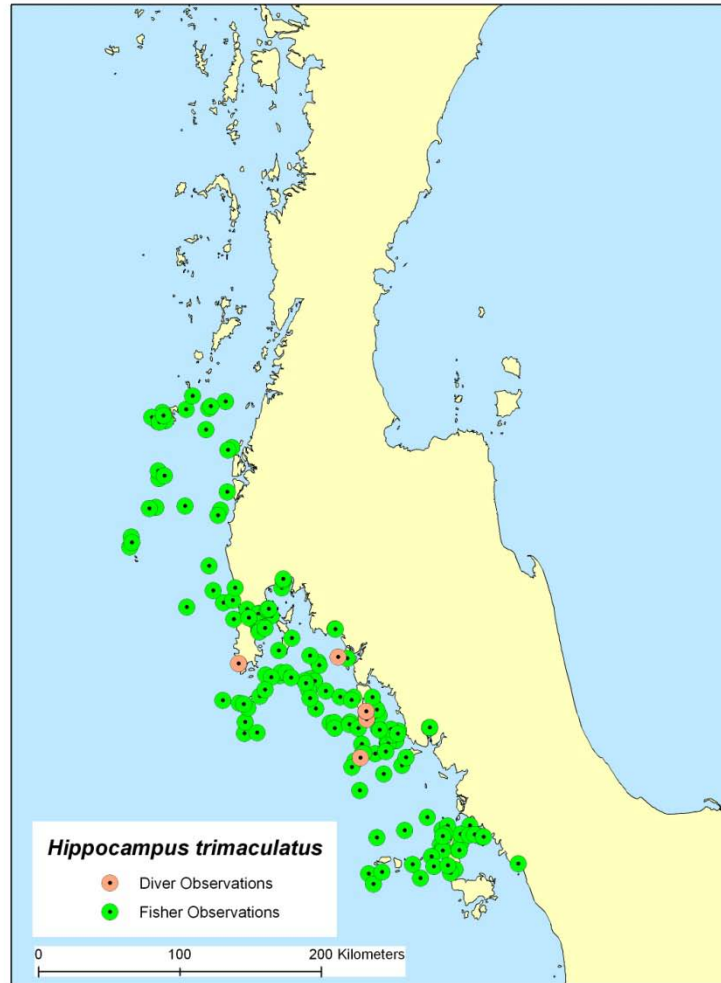 Hippocampus trimaculatus
Diver Observations
Fisher Observations
0 100 200 Kilometers